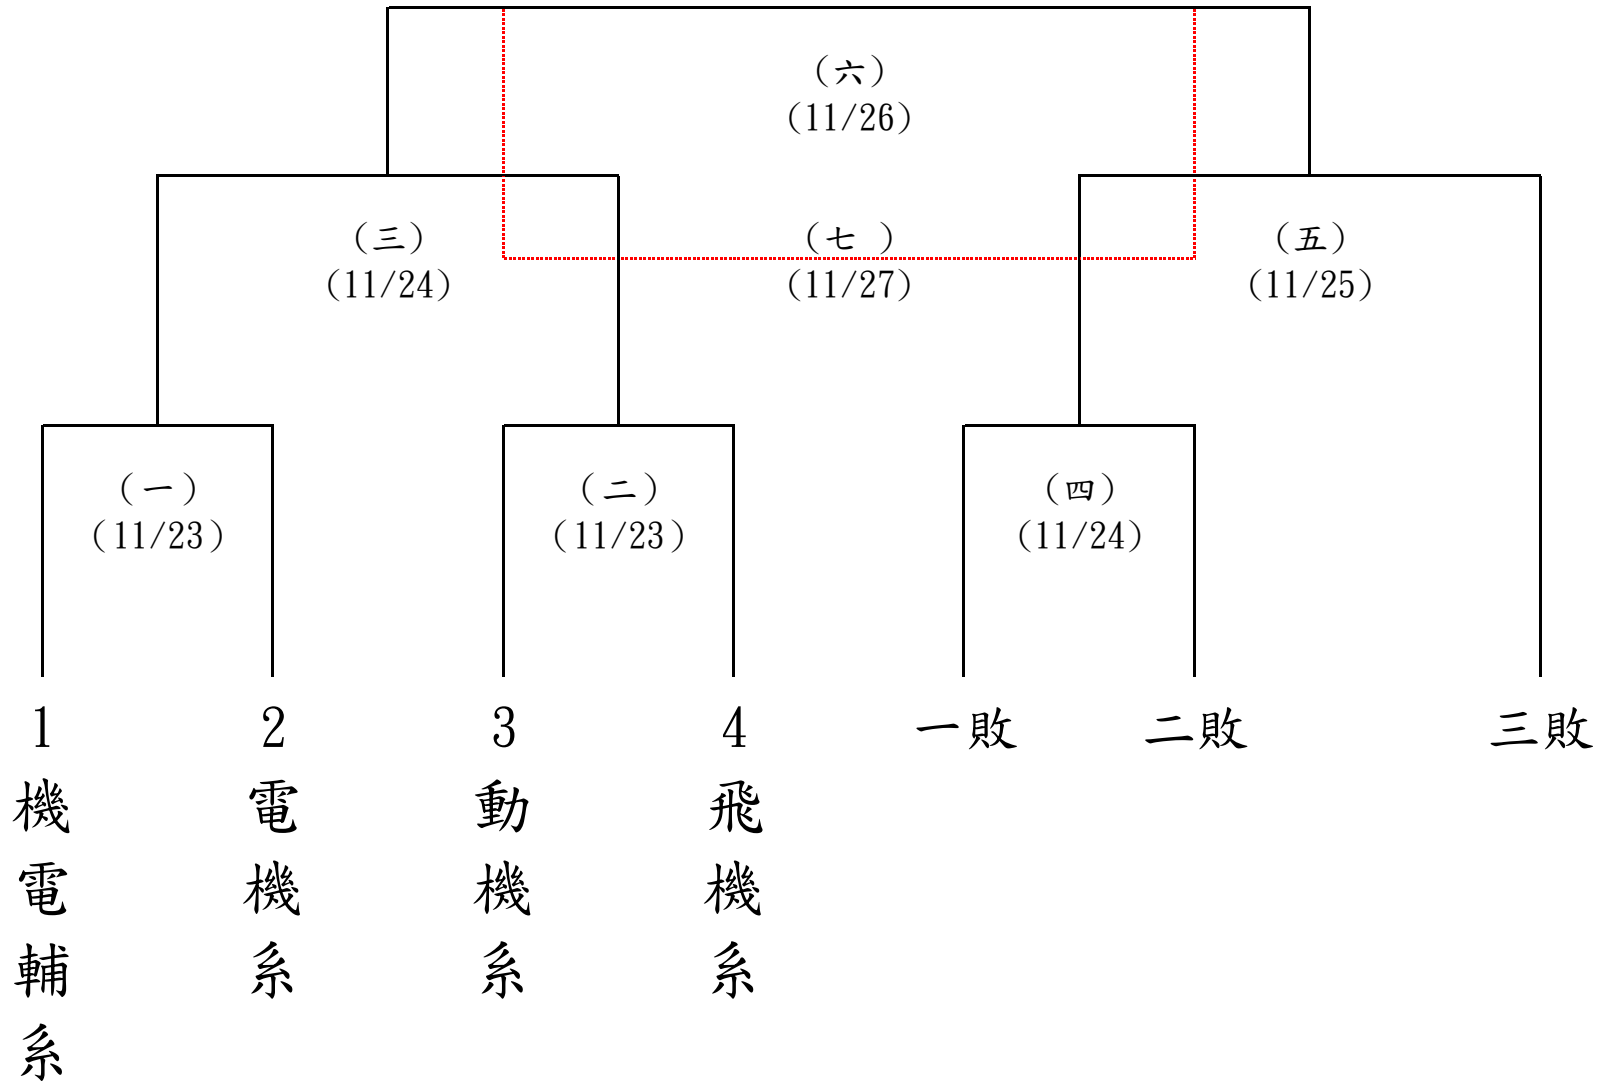 （六）
(11/26)
（三）
(11/24)
（七 ）
(11/27)
（五）
(11/25)
（一）
（11/23）
（二）
（11/23）
（四）
(11/24)
1
機電輔系
2
電機系
3
動機系
4
飛機系
一敗
二敗
三敗